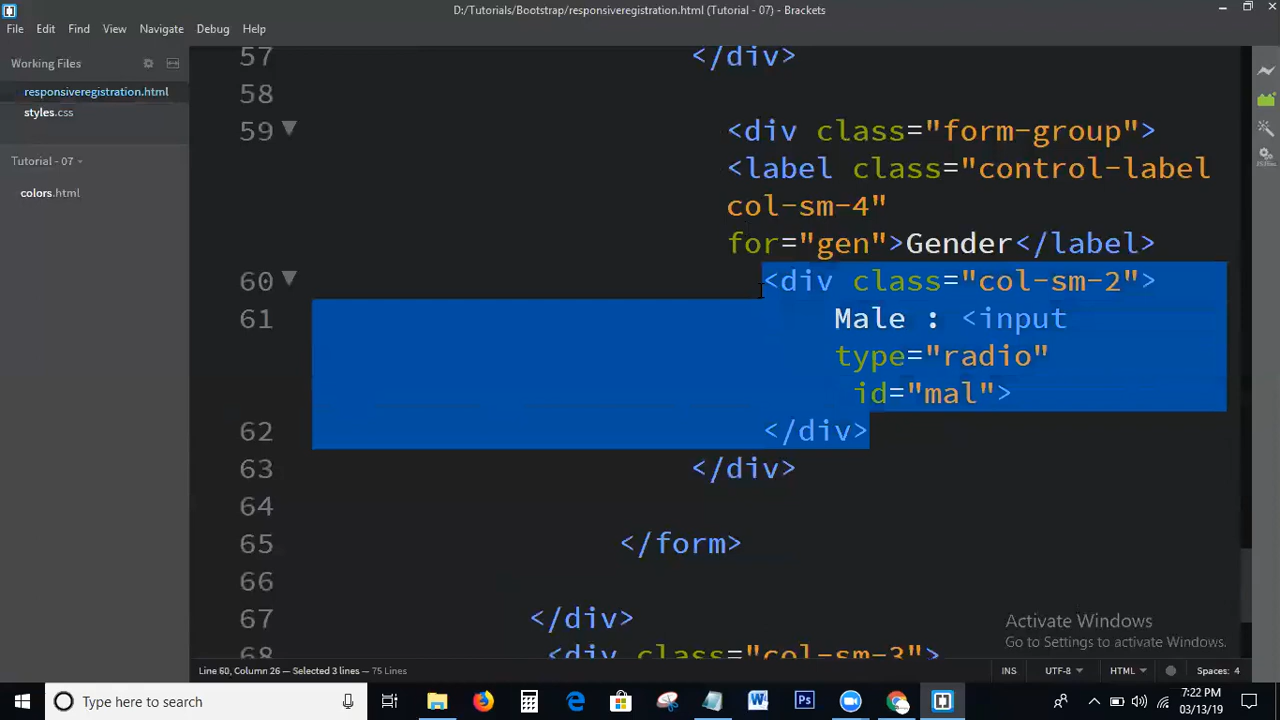 D:/Tutorials/Bootstrap/responsiveregistration.html (Tutorial - 07) - Brackets
File Edit Find View Navigate Debug Help
Working Files
responsiveregistration.html
styles.css
Tutorial - 07
colors.html
57 </div>
58
59 <div class="form-group">
<label class="control-label
col-sm-4"
for="gen">Gender</label>
60 <div class="col-sm-2">
61 Male : <input
type="radio"
id="mal">
62 </div>
63 </div>
64
65 </form>
66
67 </div>
68 <div class="col-sm-3">
Activate Windows
Go to Settings to activate Windows.
Line 60, Column 26 — Selected 3 lines — 75 Lines
INS UTF-8 HTML Spaces: 4
Type here to search
7:22 PM
03/13/19